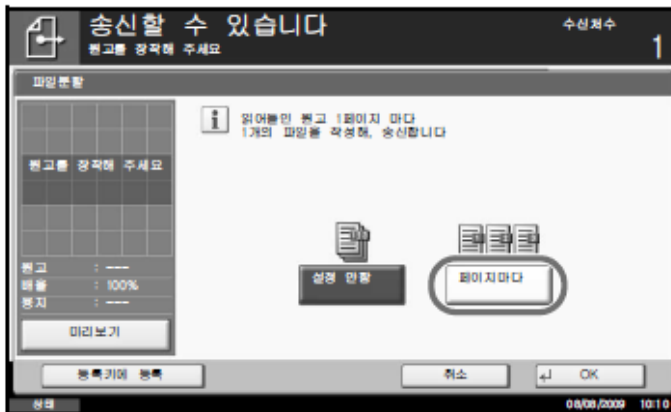 송신할 수 있습니다
원고를 장착해 주세요
수신처수
1
파일분할
원고를 장착해 주세요
읽어들인 원고 1페이지 마다
1개의 파일을 작성해, 송신합니다
설정 안함
페이지마다
원고 : ---
배율 : 100%
용지 : ---
미리보기
등록키에 등록
취소
OK
상태
08/08/2009 10:10